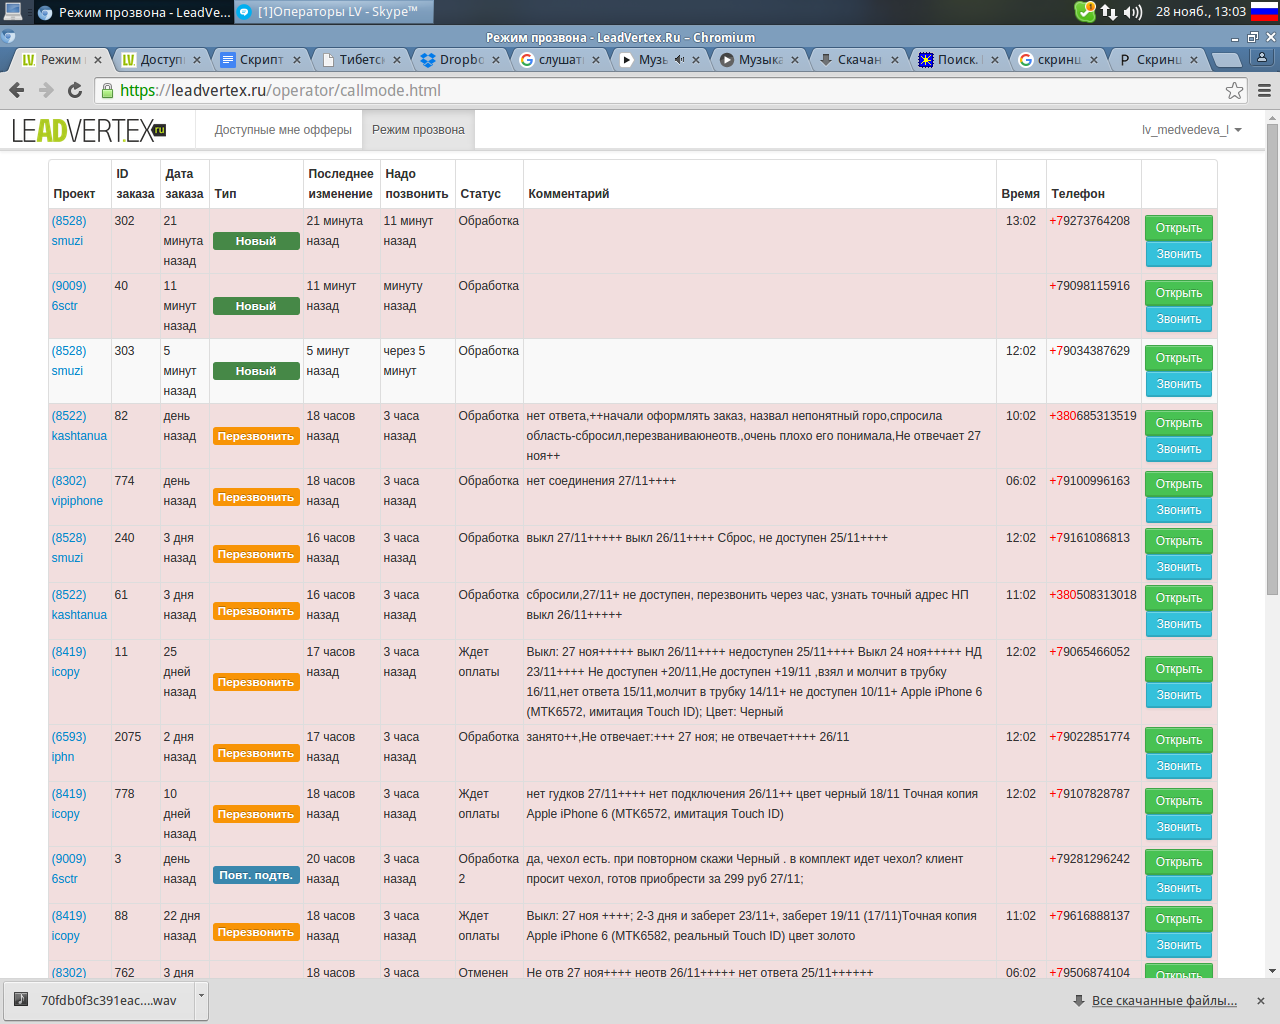 Режим прозвона - LeadVe...
[1]Операторы LV - Skype™
28 нояб., 13:03
Режим прозвона - LeadVertex.Ru – Chromium
Режим
Доступ
Скрипт
Тибетс
Dropbo
слушат
Музы
Музыка
Скачан
Поиск.
скринш
Скринш
https://leadvertex.ru/operator/callmode.html
LEADVERTEX.ru
Доступные мне офферы
Режим прозвона
lv_medvedeva_l
Проект
ID заказа
Дата заказа
Тип
Последнее изменение
Надо позвонить
Статус
Комментарий
Время
Телефон
(8528) 302 21 21 минута 11 минут Обработка 13:02 +79273764208 Открыть
smuzi минута Новый назад назад Звонить
назад
(9009) 40 11 11 минут минуту Обработка +79098115916 Открыть
6sctr минут Новый назад назад Звонить
назад
(8528) 303 5 5 минут через 5 Обработка 12:02 +79034387629 Открыть
smuzi минут Новый назад минут Звонить
назад
(8522) 82 день 18 часов 3 часа Обработка нет ответа,++начали оформлять заказ, назвал непонятный горо,спросила 10:02 +380685313519 Открыть
kashtanua назад Перезвонить назад назад область-сбросил,перезваниваюнеотв.,очень плохо его понимала,Не отвечает 27 Звонить
ноя++
(8302) 774 день 18 часов 3 часа Обработка нет соединения 27/11++++ 06:02 +79100996163 Открыть
vipiphone назад Перезвонить назад назад Звонить
(8528) 240 3 дня 16 часов 3 часа Обработка выкл 27/11+++++ выкл 26/11++++ Сброс, не доступен 25/11++++ 12:02 +79161086813 Открыть
smuzi назад Перезвонить назад назад Звонить
(8522) 61 3 дня 16 часов 3 часа Обработка сбросили,27/11+ не доступен, перезвонить через час, узнать точный адрес НП 11:02 +380508313018 Открыть
kashtanua назад Перезвонить назад назад выкл 26/11+++++ Звонить
(8419) 11 25 17 часов 3 часа Ждет Выкл: 27 ноя+++++ выкл 26/11++++ недоступен 25/11++++ Выкл 24 ноя+++++ НД 12:02 +79065466052 Открыть
icopy дней Перезвонить назад назад оплаты 23/11++++ Не доступен +20/11,Не доступен +19/11 ,взял и молчит в трубку Звонить
назад 16/11,нет ответа 15/11,молчит в трубку 14/11+ не доступен 10/11+ Apple iPhone 6
(MTK6572, имитация Touch ID); Цвет: Черный
(6593) 2075 2 дня 17 часов 3 часа Обработка занято++,Не отвечает:+++ 27 ноя; не отвечает++++ 26/11 12:02 +79022851774 Открыть
iphn назад Перезвонить назад назад Звонить
(8419) 778 10 18 часов 3 часа Ждет нет гудков 27/11++++ нет подключения 26/11++ цвет черный 18/11 Точная копия 12:02 +79107828787 Открыть
icopy дней Перезвонить назад назад оплаты Apple iPhone 6 (MTK6572, имитация Touch ID) Звонить
назад
(9009) 3 день 20 часов 3 часа Обработка да, чехол есть. при повторном скажи Черный . в комплект идет чехол? клиент +79281296242 Открыть
6sctr назад Повт. подтв. назад назад 2 просит чехол, готов приобрести за 299 руб 27/11; Звонить
(8419) 88 22 дня 18 часов 3 часа Ждет Выкл: 27 ноя ++++; 2-3 дня и заберет 23/11+, заберет 19/11 (17/11)Точная копия 11:02 +79616888137 Открыть
icopy назад Перезвонить назад назад оплаты Apple iPhone 6 (MTK6582, реальный Touch ID) цвет золото Звонить
(8302) 762 3 дня 18 часов 3 часа Отменен Не отв 27 ноя++++ неотв 26/11+++++ нет ответа 25/11++++++ 06:02 +79506874104 Открыть
70fdb0f3c391eac....wav
Все скачанные файлы...